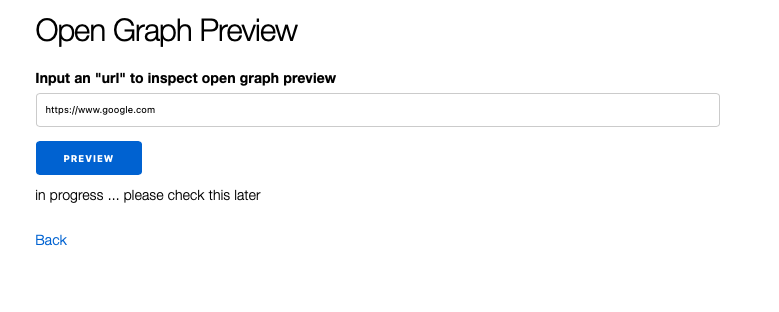 Open Graph Preview
Input an "url" to inspect open graph preview
https://www.google.com
PREVIEW
in progress ... please check this later
Back